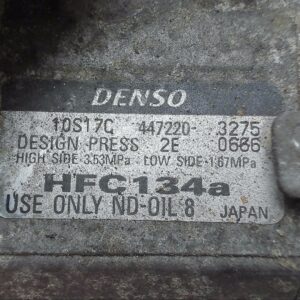 DENSO
10S17C 447220-3275
DESIGN PRESS 2E 0686
HIGH SIDE 3.53MPa LOW SIDE-1.67MPa
HFC134a
USE ONLY ND-OIL 8 JAPAN